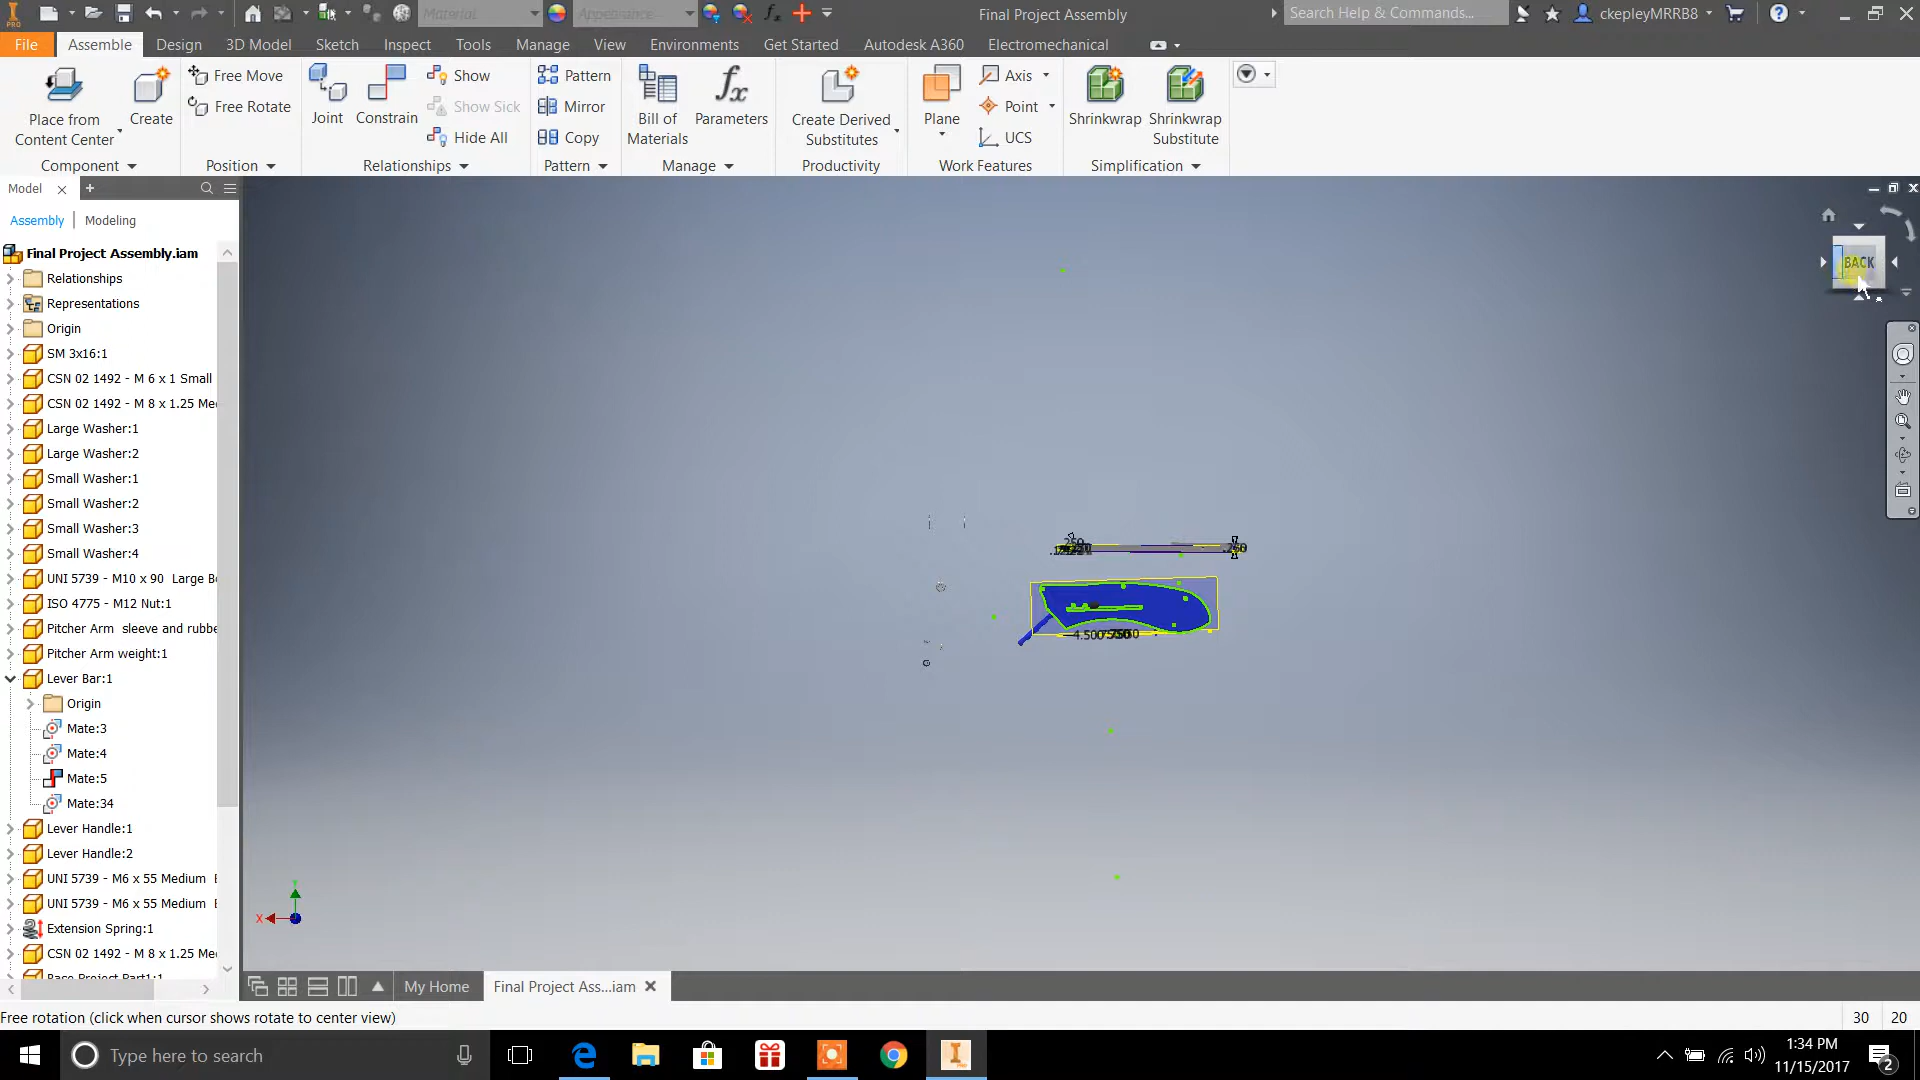 PRO
Material
Appearance
Final Project Assembly
Search Help & Commands...
ckepleyMRRB8
File
Assemble
Design
3D Model
Sketch
Inspect
Tools
Manage
View
Environments
Get Started
Autodesk A360
Electromechanical
Place from
Content Center
Create
Free Move
Free Rotate
Joint
Constrain
Show
Show Sick
Hide All
Pattern
Mirror
Copy
Bill of
Materials
Parameters
Create Derived
Substitutes
Plane
Axis
Point
UCS
Shrinkwrap
Shrinkwrap
Substitute
Component
Position
Relationships
Pattern
Manage
Productivity
Work Features
Simplification
Model
Assembly
Modeling
Final Project Assembly.iam
Relationships
Representations
Origin
SM 3x16:1
CSN 02 1492 - M 6 x 1 Small
CSN 02 1492 - M 8 x 1.25 Me
Large Washer:1
Large Washer:2
Small Washer:1
Small Washer:2
Small Washer:3
Small Washer:4
UNI 5739 - M10 x 90 Large B
ISO 4775 - M12 Nut:1
Pitcher Arm sleeve and rubbe
Pitcher Arm weight:1
Lever Bar:1
Origin
Mate:3
Mate:4
Mate:5
Mate:34
Lever Handle:1
Lever Handle:2
UNI 5739 - M6 x 55 Medium
UNI 5739 - M6 x 55 Medium
Extension Spring:1
CSN 02 1492 - M 8 x 1.25 Me
BACK
.250
4.500
X
My Home
Final Project Ass...iam
Free rotation (click when cursor shows rotate to center view)
30
20
Type here to search
1:34 PM
11/15/2017
2